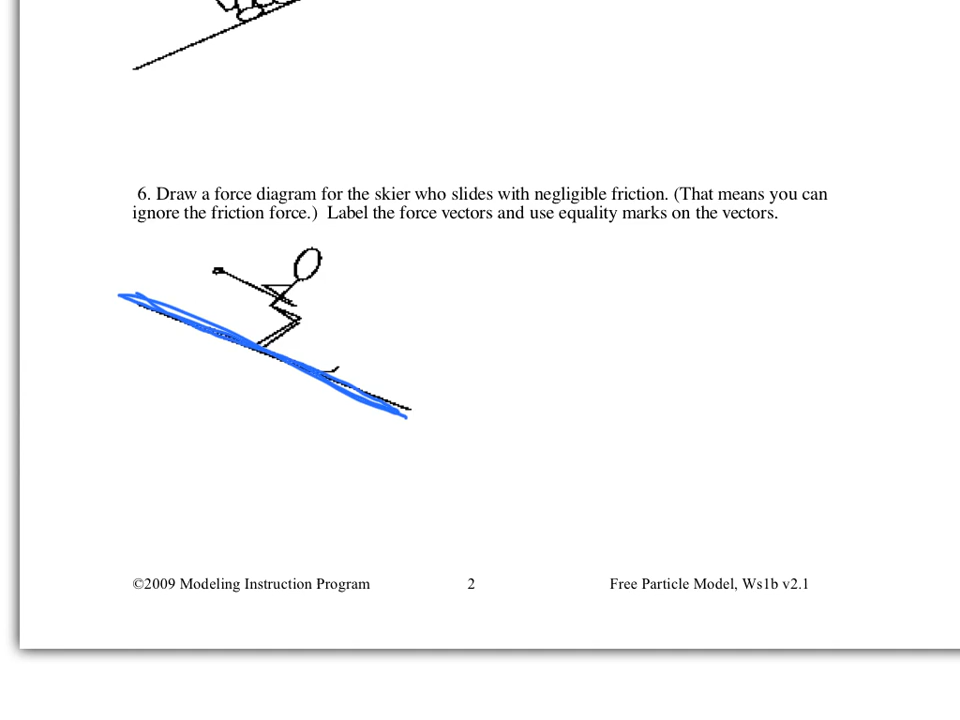 6. Draw a force diagram for the skier who slides with negligible friction. (That means you can
ignore the friction force.)  Label the force vectors and use equality marks on the vectors.
©2009 Modeling Instruction Program 2 Free Particle Model, Ws1b v2.1